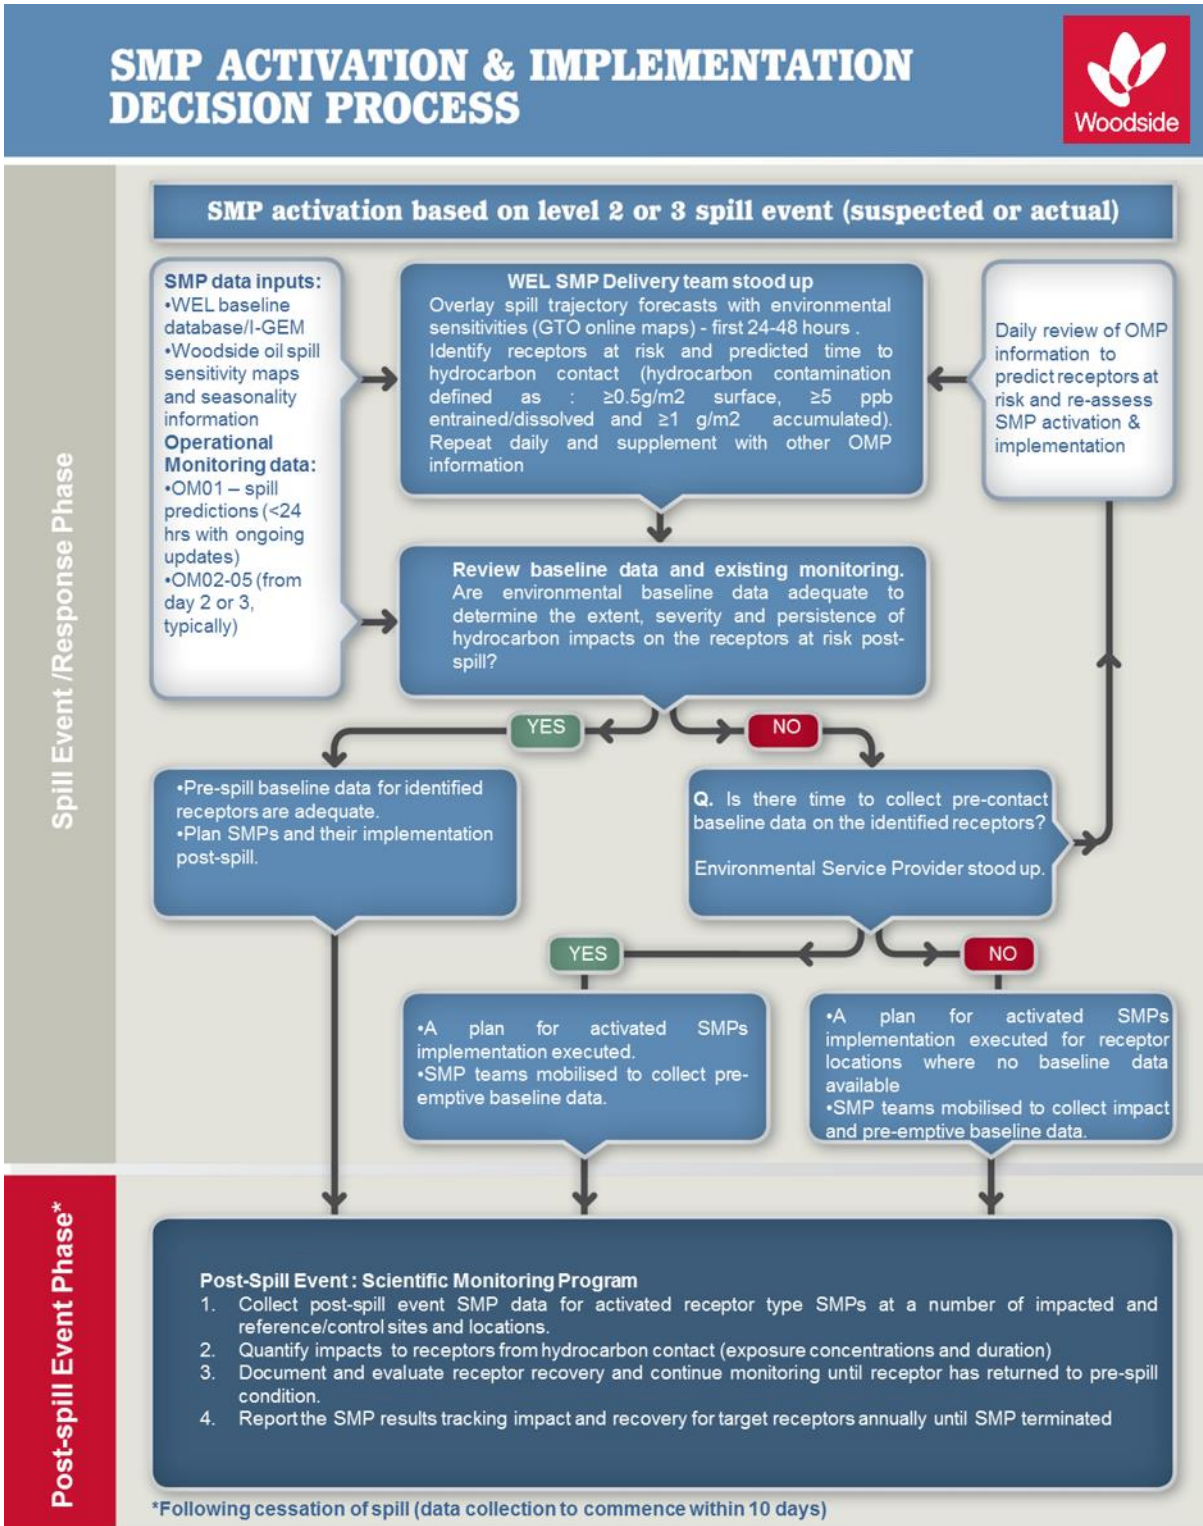 SMP ACTIVATION & IMPLEMENTATION
DECISION PROCESS
Woodside
Spill Event /Response Phase
SMP activation based on level 2 or 3 spill event (suspected or actual)
SMP data inputs:
•WEL baseline
database/I-GEM
•Woodside oil spill
sensitivity maps
and seasonality
information
Operational
Monitoring data:
•OM01 – spill
predictions (<24
hrs with ongoing
updates)
•OM02-05 (from
day 2 or 3,
typically)
WEL SMP Delivery team stood up
Overlay spill trajectory forecasts with environmental
sensitivities (GTO online maps) - first 24-48 hours .
Identify receptors at risk and predicted time to
hydrocarbon contact (hydrocarbon contamination
defined as : ≥0.5g/m2 surface, ≥5 ppb
entrained/dissolved and ≥1 g/m2 accumulated).
Repeat daily and supplement with other OMP
information
Daily review of OMP
information to
predict receptors at
risk and re-assess
SMP activation &
implementation
Review baseline data and existing monitoring.
Are environmental baseline data adequate to
determine the extent, severity and persistence of
hydrocarbon impacts on the receptors at risk post-
spill?
YES
NO
•Pre-spill baseline data for identified
receptors are adequate.
•Plan SMPs and their implementation
post-spill.
Q. Is there time to collect pre-contact
baseline data on the identified receptors?
Environmental Service Provider stood up.
YES
NO
•A plan for activated SMPs
implementation executed.
•SMP teams mobilised to collect pre-
emptive baseline data.
•A plan for activated SMPs
implementation executed for receptor
locations where no baseline data
available
•SMP teams mobilised to collect impact
and pre-emptive baseline data.
Post-spill Event Phase*
Post-Spill Event : Scientific Monitoring Program
1. Collect post-spill event SMP data for activated receptor type SMPs at a number of impacted and
reference/control sites and locations.
2. Quantify impacts to receptors from hydrocarbon contact (exposure concentrations and duration)
3. Document and evaluate receptor recovery and continue monitoring until receptor has returned to pre-spill
condition.
4. Report the SMP results tracking impact and recovery for target receptors annually until SMP terminated
*Following cessation of spill (data collection to commence within 10 days)